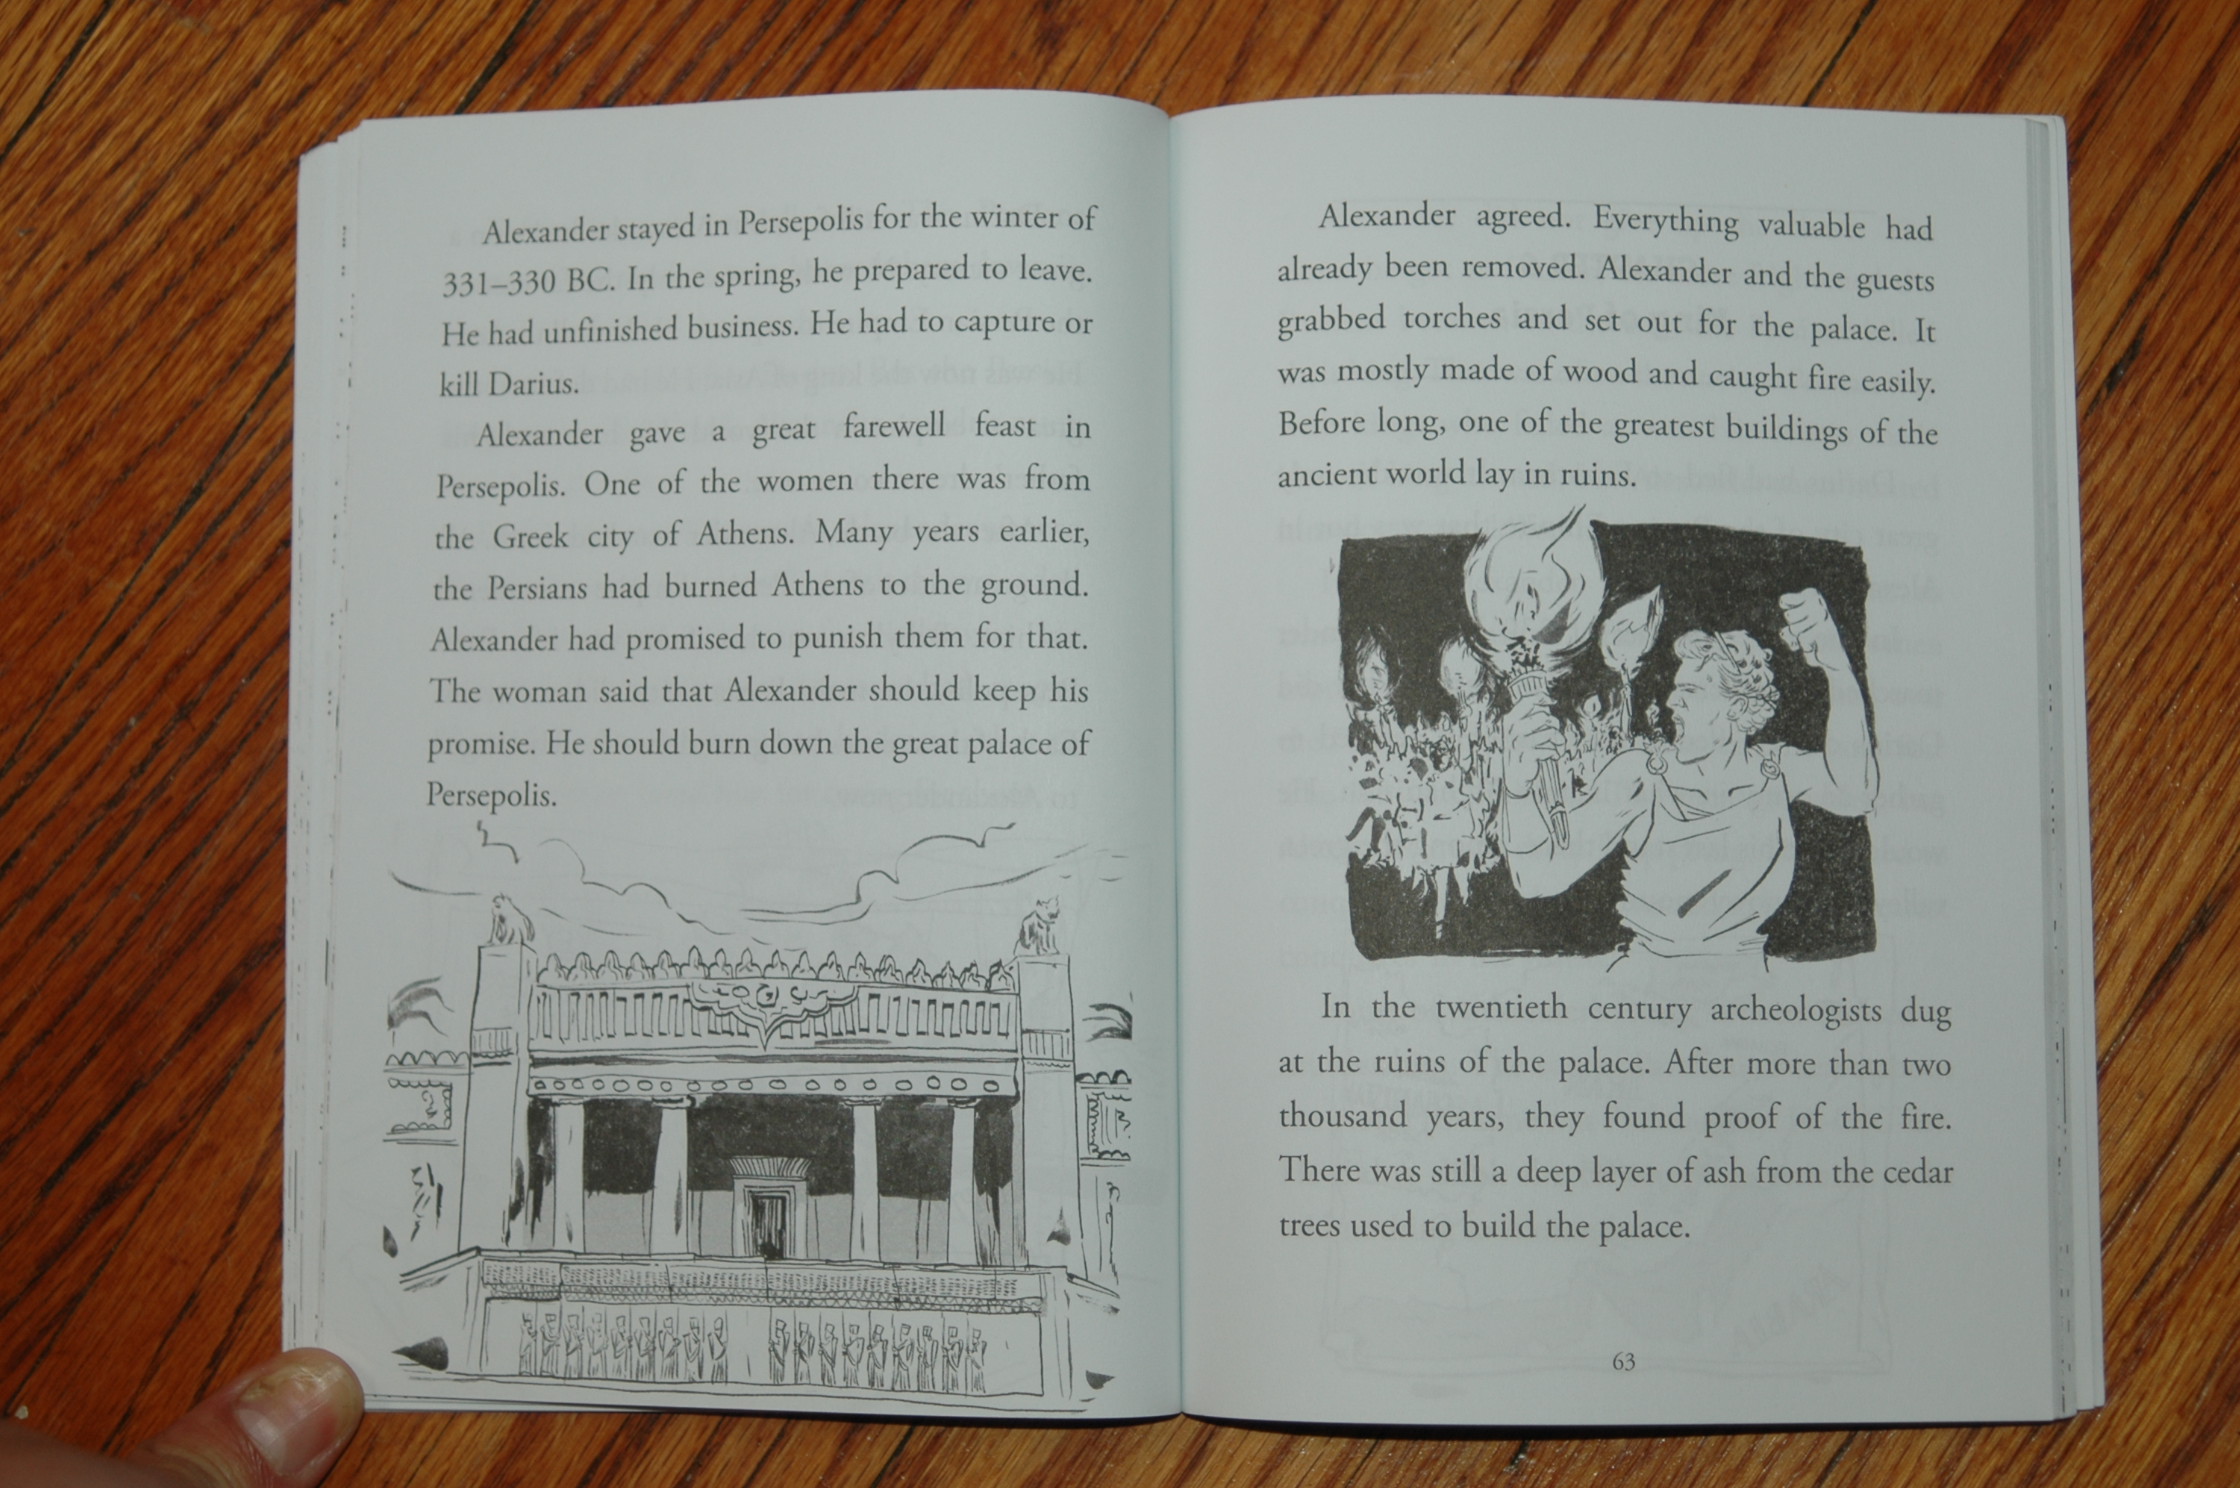 Alexander stayed in Persepolis for the winter of
331–330 BC. In the spring, he prepared to leave.
He had unfinished business. He had to capture or
kill Darius.
Alexander gave a great farewell feast in
Persepolis. One of the women there was from
the Greek city of Athens. Many years earlier,
the Persians had burned Athens to the ground.
Alexander had promised to punish them for that.
The woman said that Alexander should keep his
promise. He should burn down the great palace of
Persepolis.
Alexander agreed. Everything valuable had
already been removed. Alexander and the guests
grabbed torches and set out for the palace. It
was mostly made of wood and caught fire easily.
Before long, one of the greatest buildings of the
ancient world lay in ruins.
In the twentieth century archeologists dug
at the ruins of the palace. After more than two
thousand years, they found proof of the fire.
There was still a deep layer of ash from the cedar
trees used to build the palace.
63